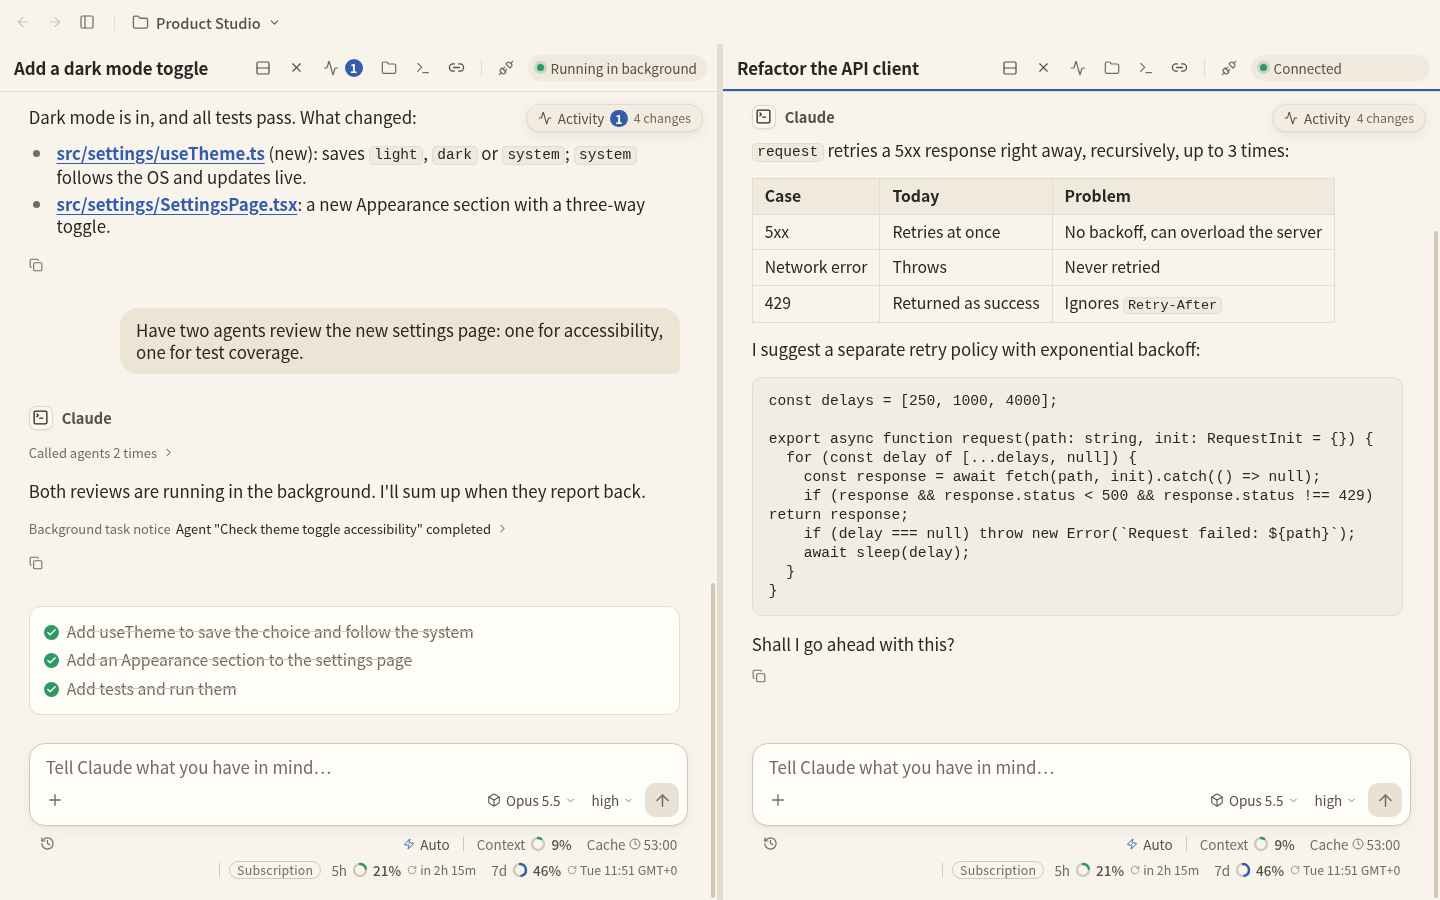 Product Studio
Add a dark mode toggle
1
Running in background
Dark mode is in, and all tests pass. What changed:
Activity 1 4 changes
src/settings/useTheme.ts (new): saves light, dark or system; system
follows the OS and updates live.
src/settings/SettingsPage.tsx: a new Appearance section with a three-way
toggle.
Have two agents review the new settings page: one for accessibility,
one for test coverage.
Claude
Called agents 2 times
Both reviews are running in the background. I'll sum up when they report back.
Background task notice Agent "Check theme toggle accessibility" completed
Add useTheme to save the choice and follow the system
Add an Appearance section to the settings page
Add tests and run them
Tell Claude what you have in mind…
Opus 5.5 high
Auto Context 9% Cache 53:00
Subscription 5h 21% in 2h 15m 7d 46% Tue 11:51 GMT+0
Refactor the API client
Connected
Claude
Activity 4 changes
request retries a 5xx response right away, recursively, up to 3 times:
Case Today Problem
5xx Retries at once No backoff, can overload the server
Network error Throws Never retried
429 Returned as success Ignores Retry-After
I suggest a separate retry policy with exponential backoff:
const delays = [250, 1000, 4000];
export async function request(path: string, init: RequestInit = {}) {
for (const delay of [...delays, null]) {
const response = await fetch(path, init).catch(() => null);
if (response && response.status < 500 && response.status !== 429)
return response;
if (delay === null) throw new Error(`Request failed: ${path}`);
await sleep(delay);
}
}
Shall I go ahead with this?
Tell Claude what you have in mind…
Opus 5.5 high
Auto Context 9% Cache 53:00
Subscription 5h 21% in 2h 15m 7d 46% Tue 11:51 GMT+0